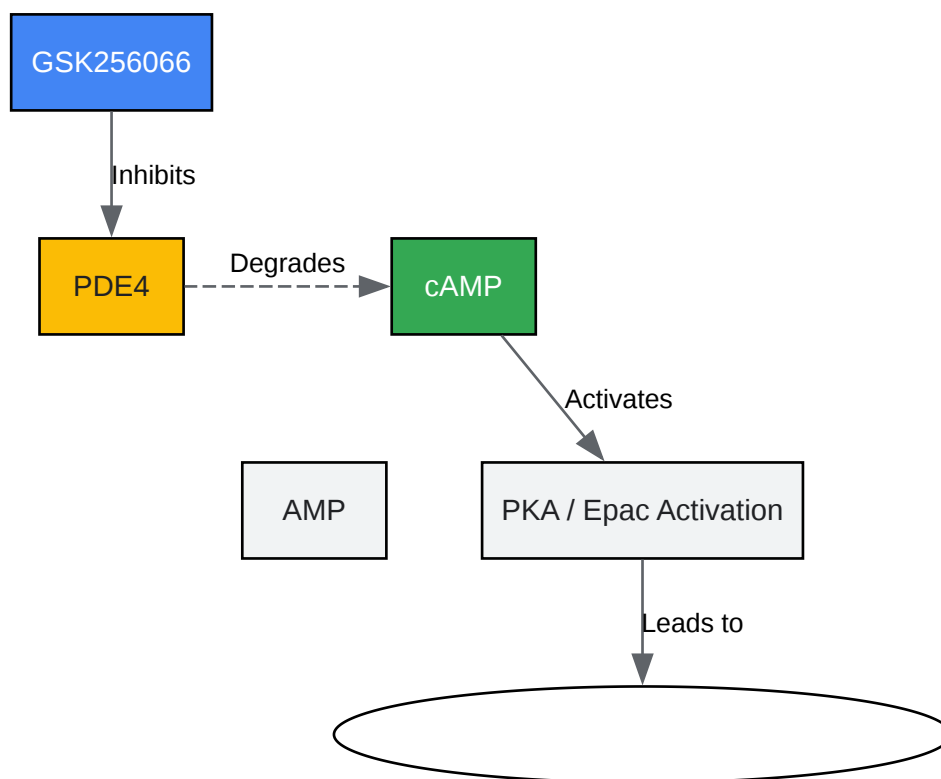 GSK256066
Inhibits
PDE4
Degrades
cAMP
Activates
AMP
PKA / Epac Activation
Leads to